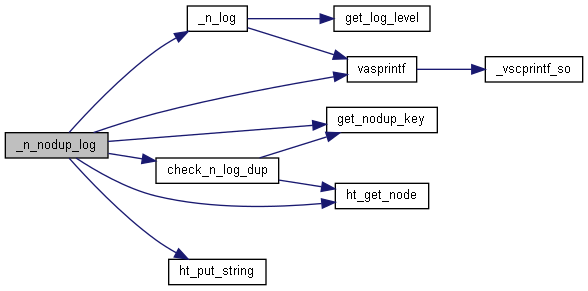 _n_log
get_log_level
vasprintf
_vscprintf_so
get_nodup_key
_n_nodup_log
check_n_log_dup
ht_get_node
ht_put_string